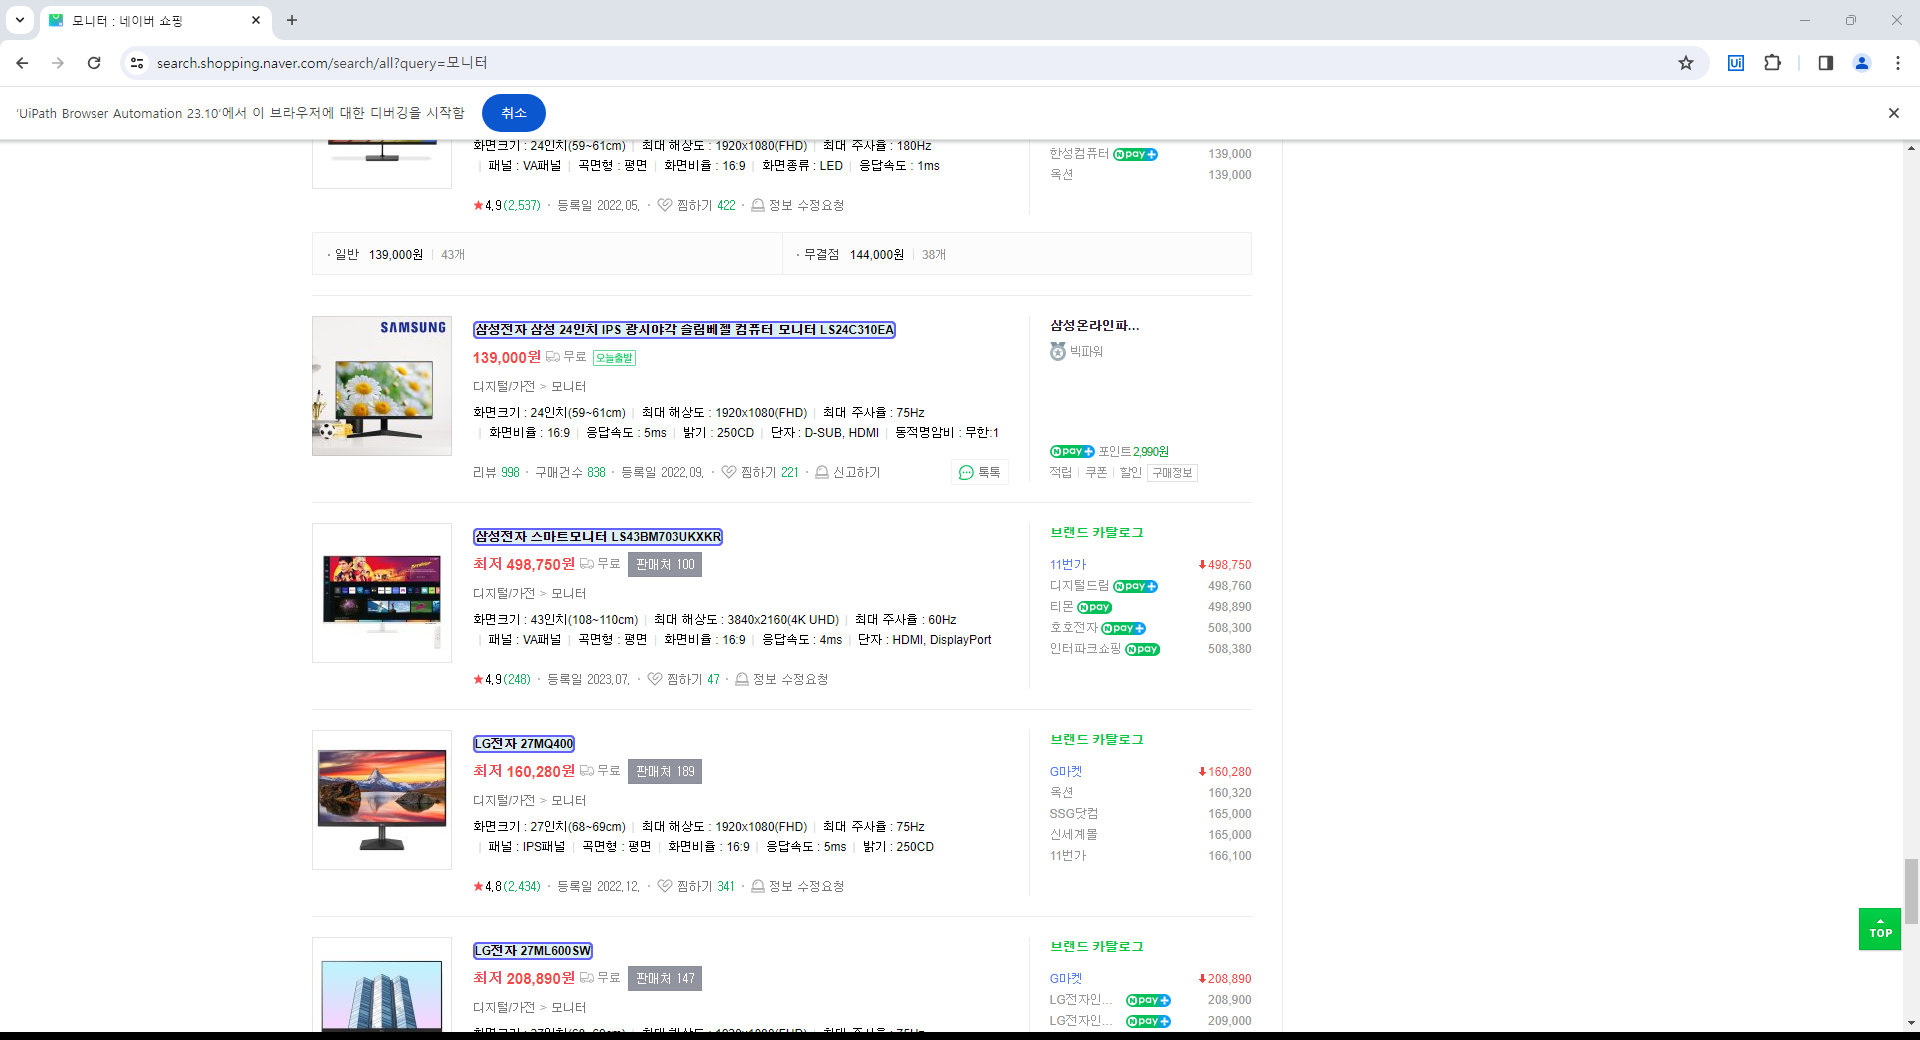 모니터 : 네이버 쇼핑
search.shopping.naver.com/search/all?query=모니터
'UiPath Browser Automation 23.10'에서 이 브라우저에 대한 디버깅을 시작함 취소
화면크기 : 24인치(59~61cm) | 최대 해상도 : 1920x1080(FHD) | 최대 주사율 : 180Hz
| 패널 : VA패널 | 곡면형 : 평면 | 화면비율 : 16:9 | 화면종류 : LED | 응답속도 : 1ms
★4.9(2,537) · 등록일 2022.05. · 찜하기 422 · 정보 수정요청
한성컴퓨터 N pay+ 139,000
옥션 139,000
· 일반 139,000원 | 43개
· 무결점 144,000원 | 38개
SAMSUNG
삼성전자 삼성 24인치 IPS 광시야각 슬림베젤 컴퓨터 모니터 LS24C310EA
139,000원 무료 오늘출발
디지털/가전 > 모니터
화면크기 : 24인치(59~61cm) | 최대 해상도 : 1920x1080(FHD) | 최대 주사율 : 75Hz
| 화면비율 : 16:9 | 응답속도 : 5ms | 밝기 : 250CD | 단자 : D-SUB, HDMI | 동적명암비 : 무한:1
리뷰 998 · 구매건수 838 · 등록일 2022.09. · 찜하기 221 · 신고하기 톡톡
삼성온라인파...
빅파워
N pay+ 포인트 2,990원
적립 | 쿠폰 | 할인 구매정보
삼성전자 스마트모니터 LS43BM703UKXKR
최저 498,750원 무료 판매처 100
디지털/가전 > 모니터
화면크기 : 43인치(108~110cm) | 최대 해상도 : 3840x2160(4K UHD) | 최대 주사율 : 60Hz
| 패널 : VA패널 | 곡면형 : 평면 | 화면비율 : 16:9 | 응답속도 : 4ms | 단자 : HDMI, DisplayPort
★4.9(248) · 등록일 2023.07. · 찜하기 47 · 정보 수정요청
브랜드 카탈로그
11번가 498,750
디지털드림 N pay+ 498,760
티몬 N pay 498,890
호호전자 N pay+ 508,300
인터파크쇼핑 N pay 508,380
LG전자 27MQ400
최저 160,280원 무료 판매처 189
디지털/가전 > 모니터
화면크기 : 27인치(68~69cm) | 최대 해상도 : 1920x1080(FHD) | 최대 주사율 : 75Hz
| 패널 : IPS패널 | 곡면형 : 평면 | 화면비율 : 16:9 | 응답속도 : 5ms | 밝기 : 250CD
★4.8(2,434) · 등록일 2022.12. · 찜하기 341 · 정보 수정요청
브랜드 카탈로그
G마켓 160,280
옥션 160,320
SSG닷컴 165,000
신세계몰 165,000
11번가 166,100
TOP
LG전자 27ML600SW
최저 208,890원 무료 판매처 147
디지털/가전 > 모니터
화면크기 : 27인치(68~69cm) | 최대 해상도 : 1920x1080(FHD) | 최대 주사율 : 75Hz
브랜드 카탈로그
G마켓 208,890
LG전자인... N pay+ 208,900
LG전자인... N pay+ 209,000